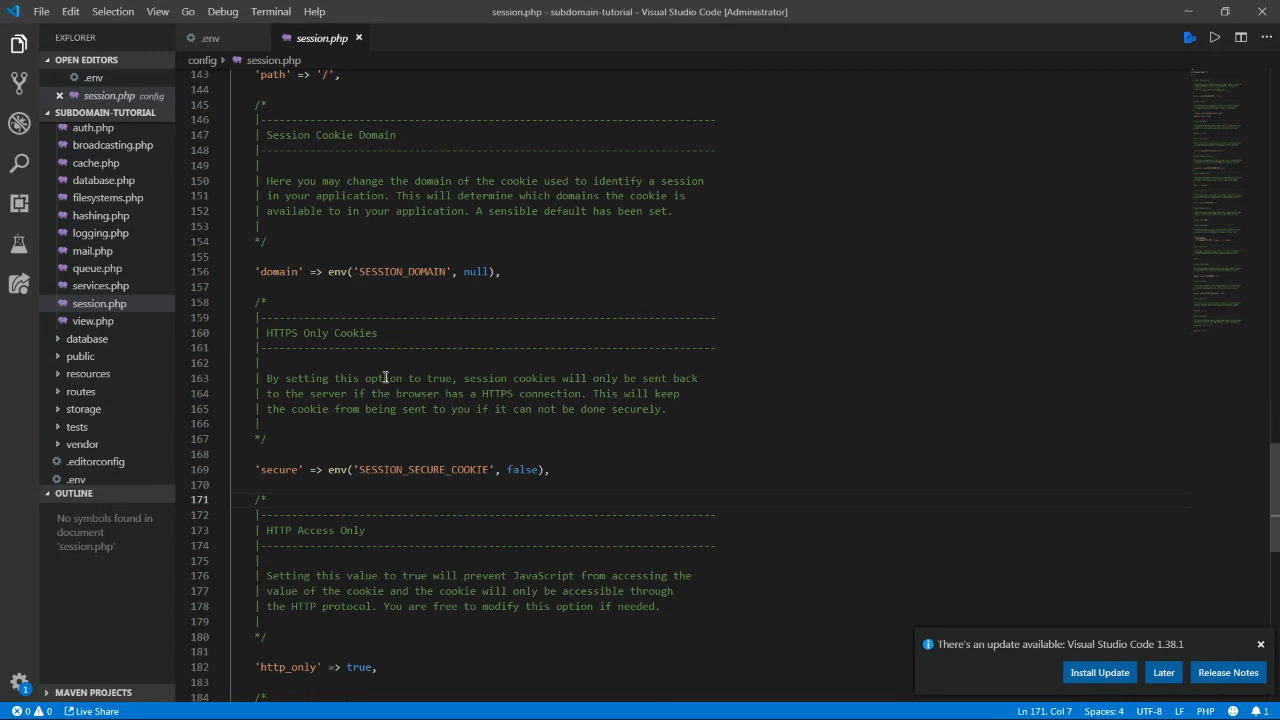 File Edit Selection View Go Debug Terminal Help
session.php - subdomain-tutorial - Visual Studio Code [Administrator]
EXPLORER
.env
session.php
OPEN EDITORS
config
session.php
.env
session.php config
SUBDOMAIN-TUTORIAL
auth.php
broadcasting.php
cache.php
database.php
filesystems.php
hashing.php
logging.php
mail.php
queue.php
services.php
session.php
view.php
database
public
resources
routes
storage
tests
vendor
.editorconfig
.env
OUTLINE
No symbols found in
document
'session.php'
MAVEN PROJECTS
143 'path' => '/',
144
145 /*
146 |--------------------------------------------------------------------------
147 | Session Cookie Domain
148 |--------------------------------------------------------------------------
149 |
150 | Here you may change the domain of the cookie used to identify a session
151 | in your application. This will determine which domains the cookie is
152 | available to in your application. A sensible default has been set.
153 |
154 */
155
156 'domain' => env('SESSION_DOMAIN', null),
157
158 /*
159 |--------------------------------------------------------------------------
160 | HTTPS Only Cookies
161 |--------------------------------------------------------------------------
162 |
163 | By setting this option to true, session cookies will only be sent back
164 | to the server if the browser has a HTTPS connection. This will keep
165 | the cookie from being sent to you if it can not be done securely.
166 |
167 */
168
169 'secure' => env('SESSION_SECURE_COOKIE', false),
170
171 /*
172 |--------------------------------------------------------------------------
173 | HTTP Access Only
174 |--------------------------------------------------------------------------
175 |
176 | Setting this value to true will prevent JavaScript from accessing the
177 | value of the cookie and the cookie will only be accessible through
178 | the HTTP protocol. You are free to modify this option if needed.
179 |
180 */
181
182 'http_only' => true,
183
184 /*
There's an update available: Visual Studio Code 1.38.1
Install Update Later Release Notes
1
0 0 Live Share
Ln 171, Col 7 Spaces: 4 UTF-8 LF PHP 1